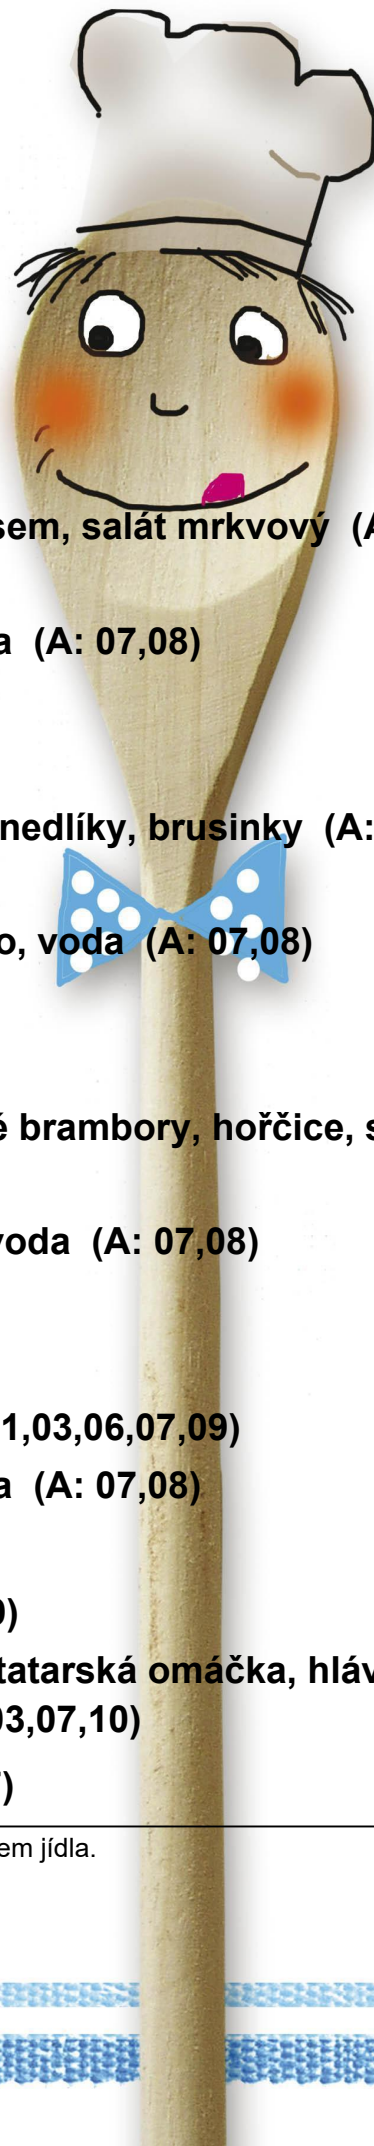 sem, salát mrkvový (A
a (A: 07,08)
nedlíky, brusinky (A:
o, voda (A: 07,08)
é brambory, hořčice, s
voda (A: 07,08)
1,03,06,07,09)
a (A: 07,08)
)
tatarská omáčka, hláv
03,07,10)
)
em jídla.